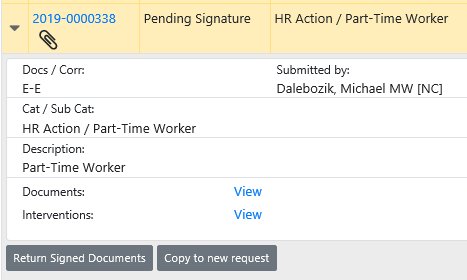 2019-0000338 Pending Signature HR Action / Part-Time Worker
Docs / Corr: Submitted by:
E-E Dalebozik, Michael MW [NC]
Cat / Sub Cat:
HR Action / Part-Time Worker
Description:
Part-Time Worker
Documents: View
Interventions: View
Return Signed Documents Copy to new request